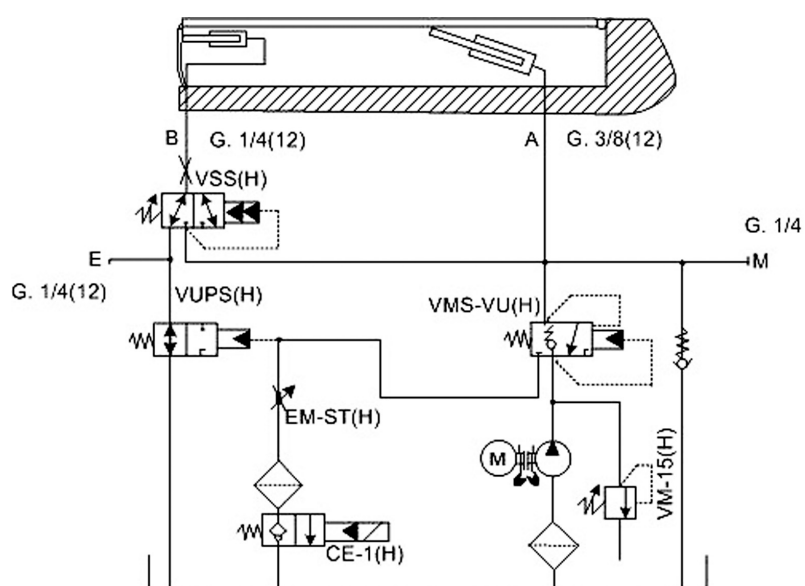 B
G. 1/4(12)
A
G. 3/8(12)
VSS(H)
G. 1/4
E
M
G. 1/4(12)
VUPS(H)
VMS-VU(H)
EM-ST(H)
M
VM-15(H)
CE-1(H)